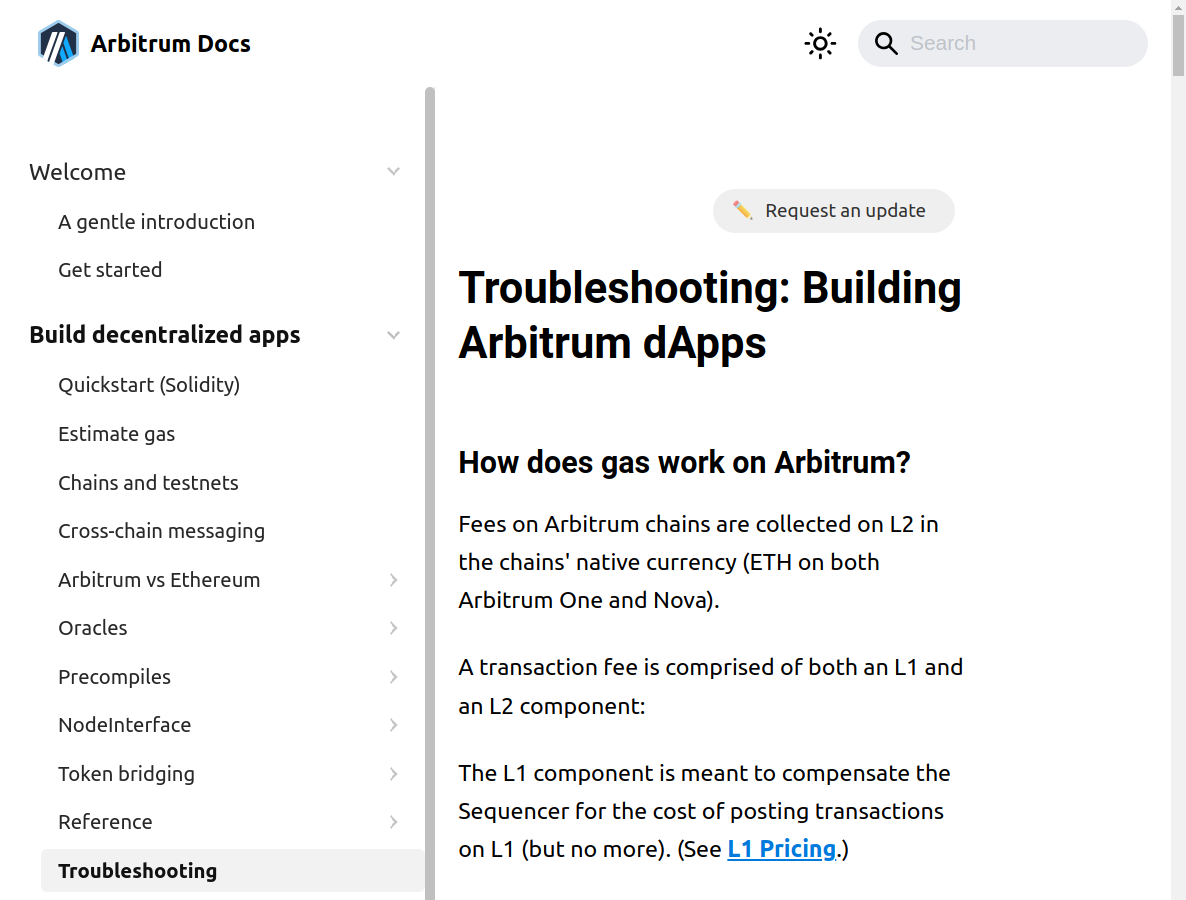 Arbitrum Docs
Search
Welcome
A gentle introduction
Get started
Build decentralized apps
Quickstart (Solidity)
Estimate gas
Chains and testnets
Cross-chain messaging
Arbitrum vs Ethereum
Oracles
Precompiles
NodeInterface
Token bridging
Reference
Troubleshooting
✏️ Request an update
Troubleshooting: Building
Arbitrum dApps
How does gas work on Arbitrum?
Fees on Arbitrum chains are collected on L2 in
the chains' native currency (ETH on both
Arbitrum One and Nova).
A transaction fee is comprised of both an L1 and
an L2 component:
The L1 component is meant to compensate the
Sequencer for the cost of posting transactions
on L1 (but no more). (See L1 Pricing.)